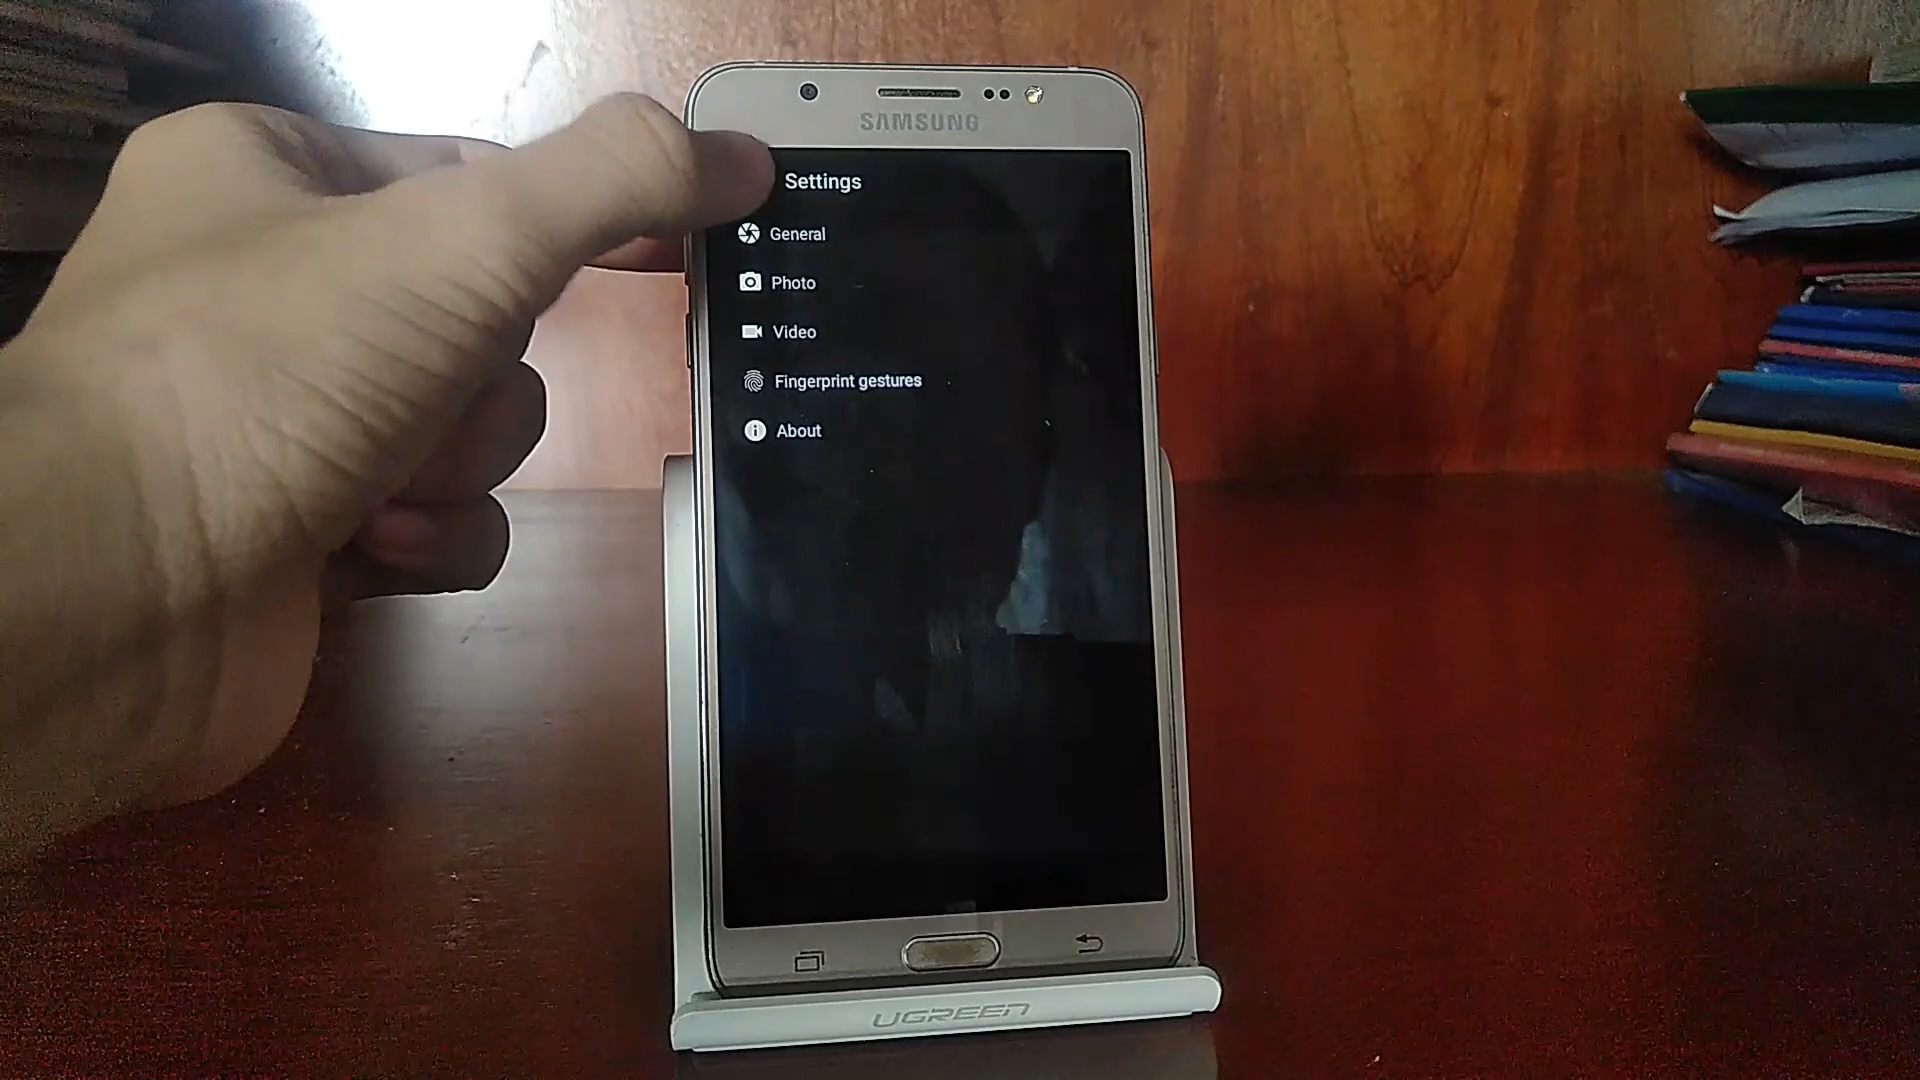 SAMSUNG
Settings
General
Photo
Video
Fingerprint gestures
About
UGREEN